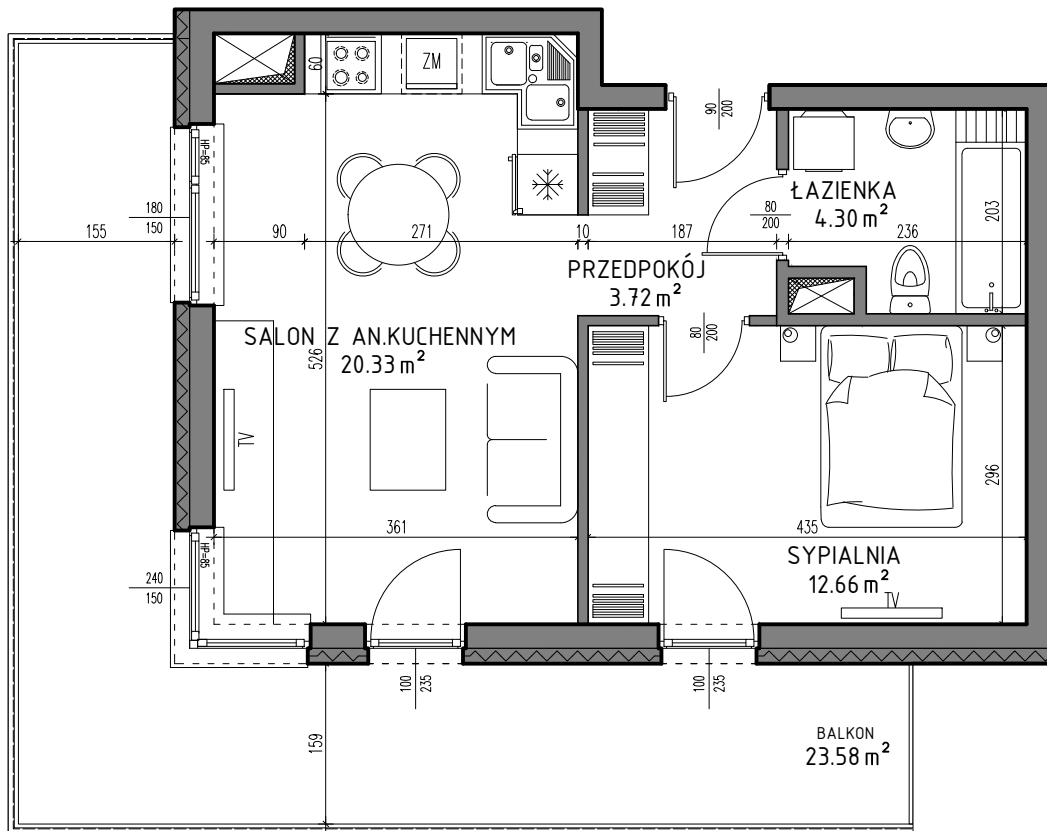 60
ZM
90
200
HP=85
ŁAZIENKA
4.30 m²
203
180
150
80
200
155
90
271
10
187
236
PRZEDPOKÓJ
3.72 m²
SALON Z AN.KUCHENNYM
20.33 m²
526
80
200
TV
296
361
435
HP=85
SYPIALNIA
12.66 m²
TV
240
150
100
235
100
235
159
BALKON
23.58 m²